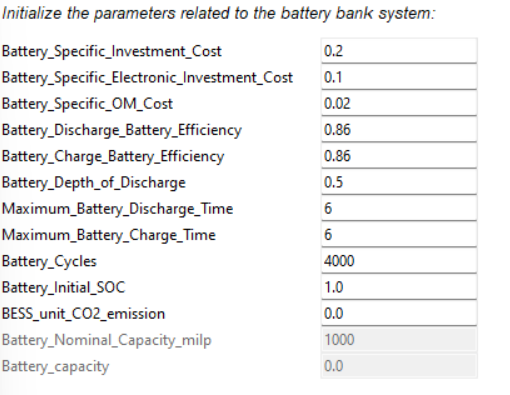 Initialize the parameters related to the battery bank system:
Battery_Specific_Investment_Cost 0.2
Battery_Specific_Electronic_Investment_Cost 0.1
Battery_Specific_OM_Cost 0.02
Battery_Discharge_Battery_Efficiency 0.86
Battery_Charge_Battery_Efficiency 0.86
Battery_Depth_of_Discharge 0.5
Maximum_Battery_Discharge_Time 6
Maximum_Battery_Charge_Time 6
Battery_Cycles 4000
Battery_Initial_SOC 1.0
BESS_unit_CO2_emission 0.0
Battery_Nominal_Capacity_milp 1000
Battery_capacity 0.0